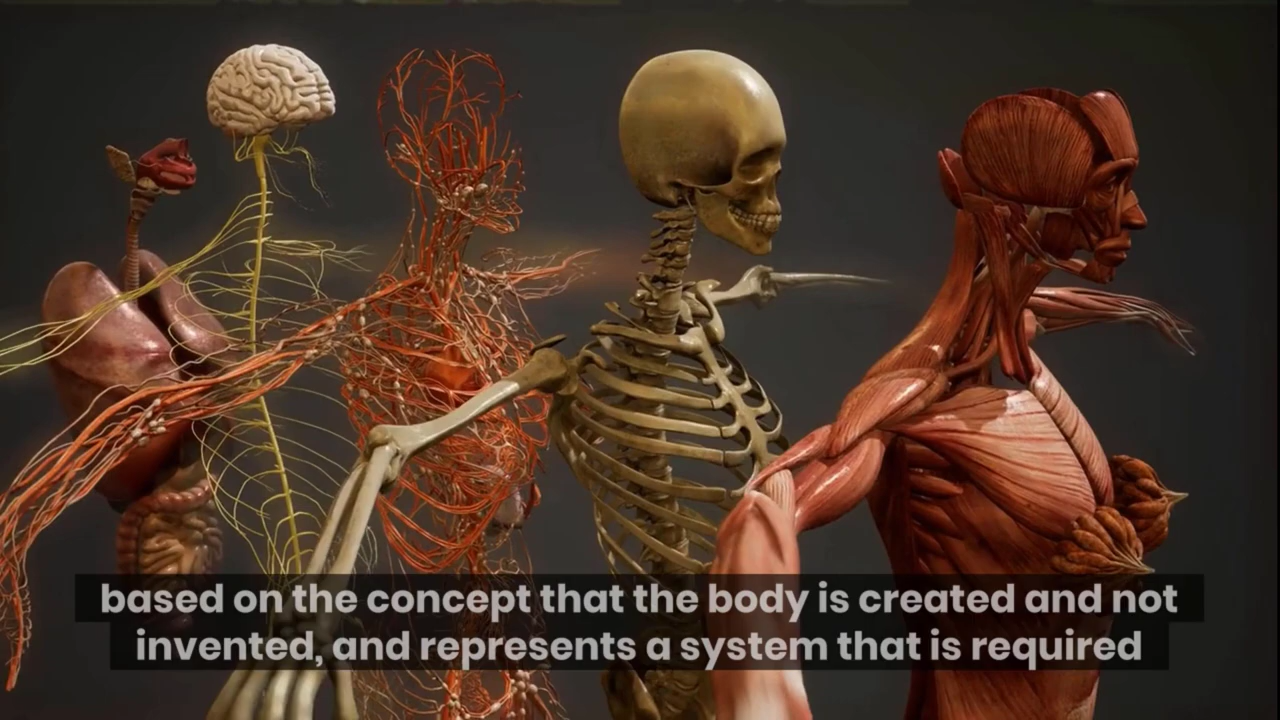 based on the concept that the body is created and not
invented, and represents a system that is required